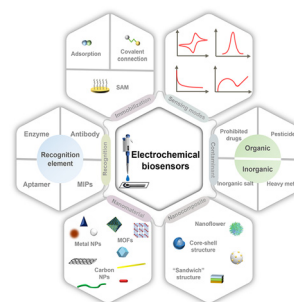 Adsorption
Covalent
connection
SAM
Immobilization
Sensing modes
Enzyme
Antibody
Recognition
element
Aptamer
MIPs
Recognition
Electrochemical
biosensors
Contaminant
Prohibited
drugs
Pesticide
Organic
Inorganic
Inorganic salt
Heavy met
Nanomaterial
Nanocomposite
Metal NPs
MOFs
Carbon
NPs
Nanoflower
Core-shell
structure
"Sandwich"
structure